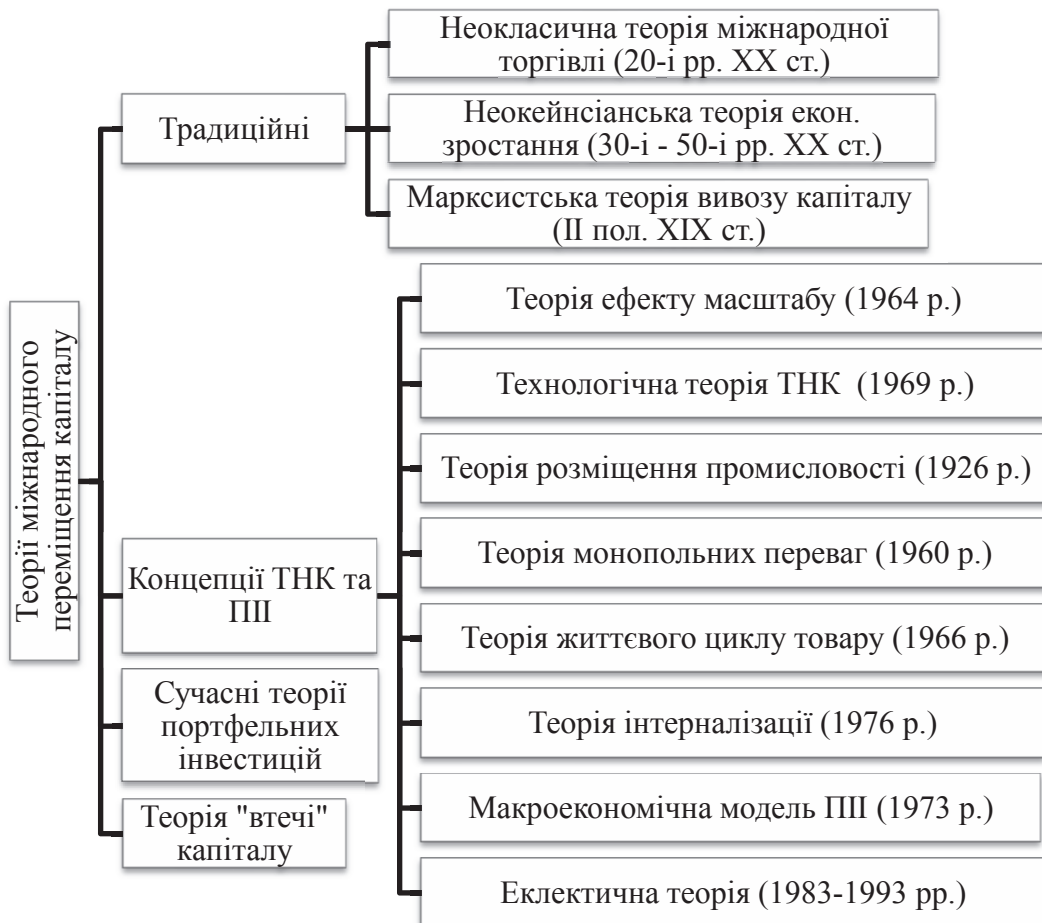 Теорії міжнародного
переміщення капіталу
Традиційні
Неокласична теорія міжнародної
торгівлі (20-і рр. ХХ ст.)
Неокейнсіанська теорія екон.
зростання (30-і - 50-і рр. ХХ ст.)
Марксистська теорія вивозу капіталу
(ІІ пол. ХІХ ст.)
Концепції ТНК та
ПІІ
Теорія ефекту масштабу (1964 р.)
Технологічна теорія ТНК (1969 р.)
Теорія розміщення промисловості (1926 р.)
Теорія монопольних переваг (1960 р.)
Теорія життєвого циклу товару (1966 р.)
Теорія інтерналізації (1976 р.)
Макроекономічна модель ПІІ (1973 р.)
Еклектична теорія (1983-1993 рр.)
Сучасні теорії
портфельних
інвестицій
Теорія "втечі"
капіталу